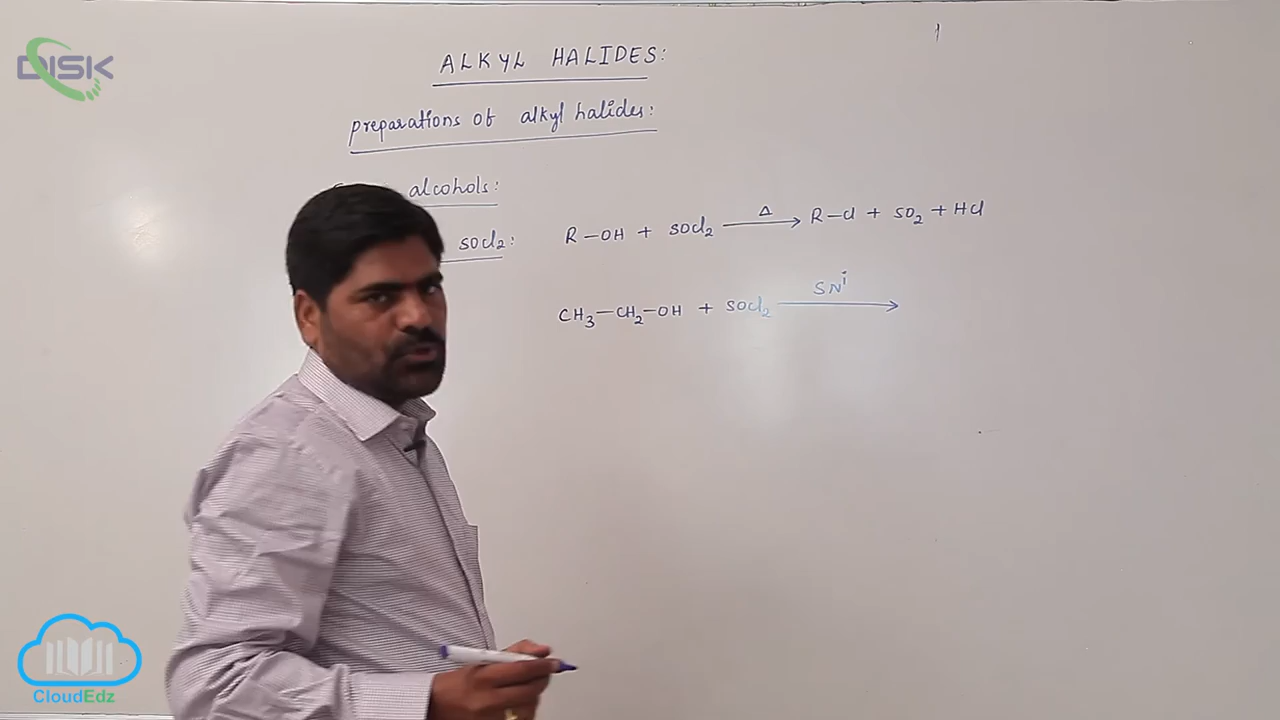 DISK
ALKYL HALIDES:
preparations of alkyl halides:
alcohols:
SOCl2:
R-OH + SOCl2 Δ R-Cl + SO2 + HCl
CH3-CH2-OH + SOCl2 SNi
CloudEdz